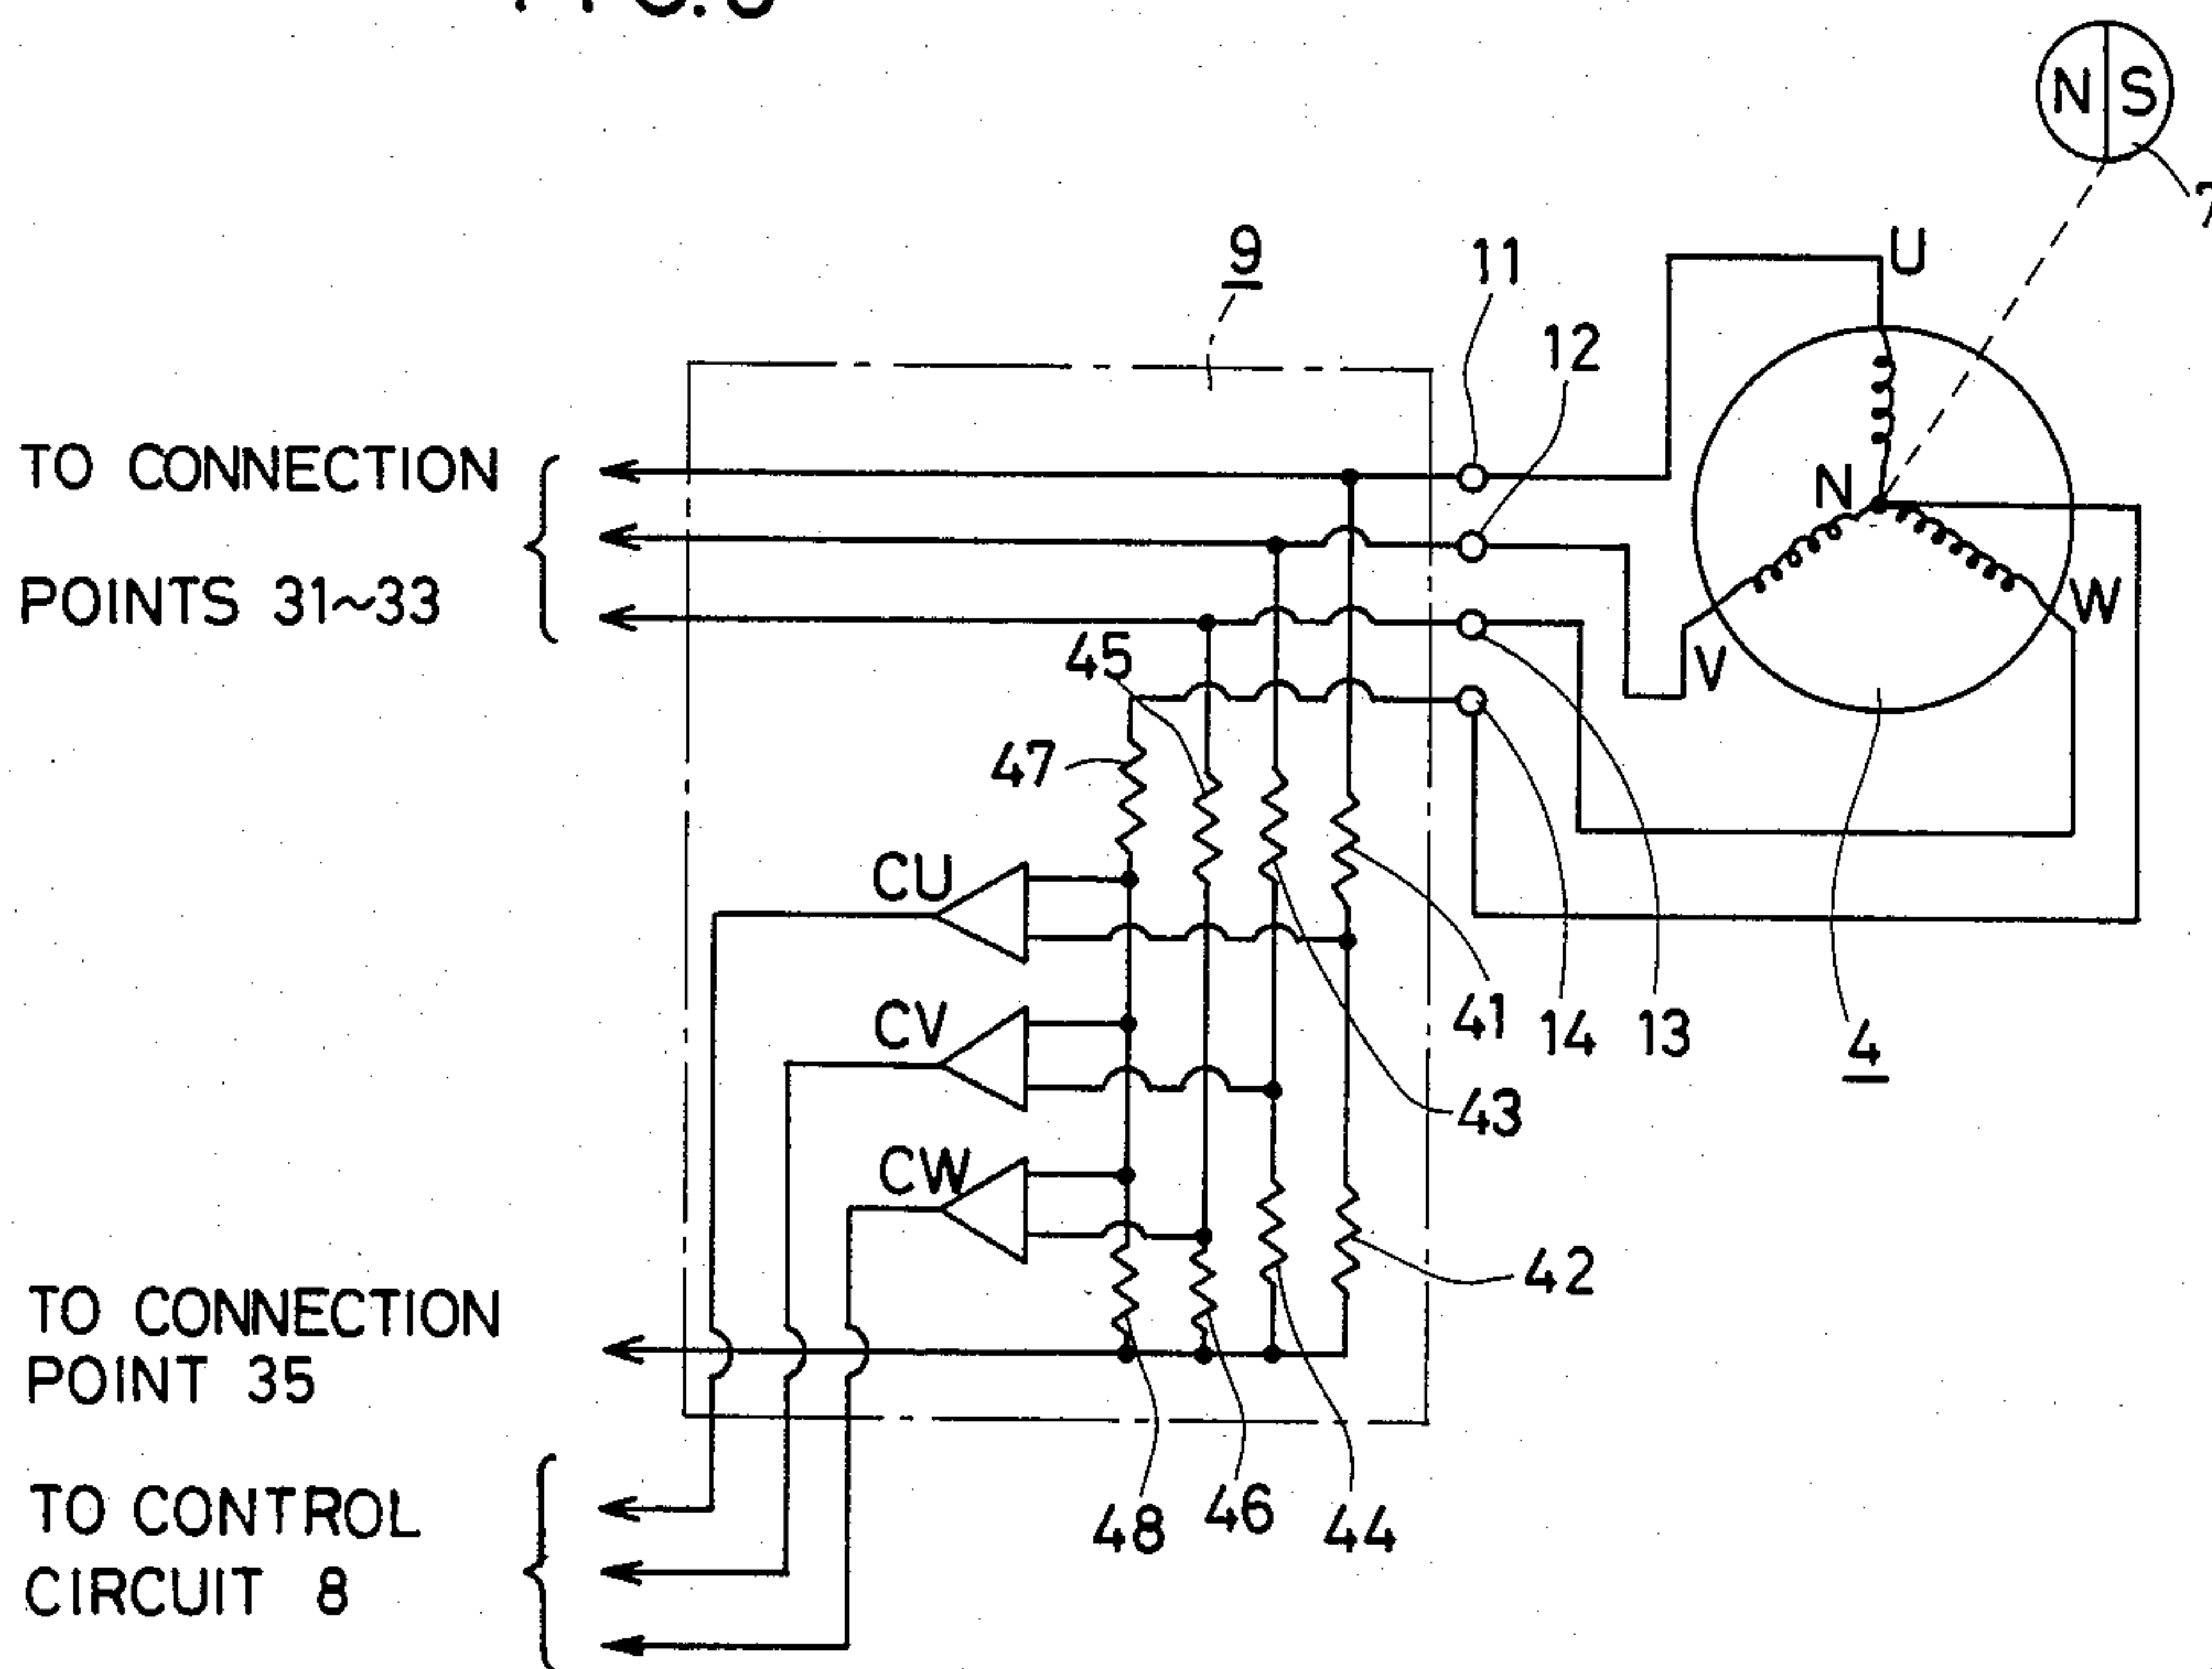 N S
U
9
11
12
TO CONNECTION
POINTS 31~33
N
W
V
45
47
CU
CV
CW
41
14
13
4
43
42
TO CONNECTION
POINT 35
48
46
44
TO CONTROL
CIRCUIT 8